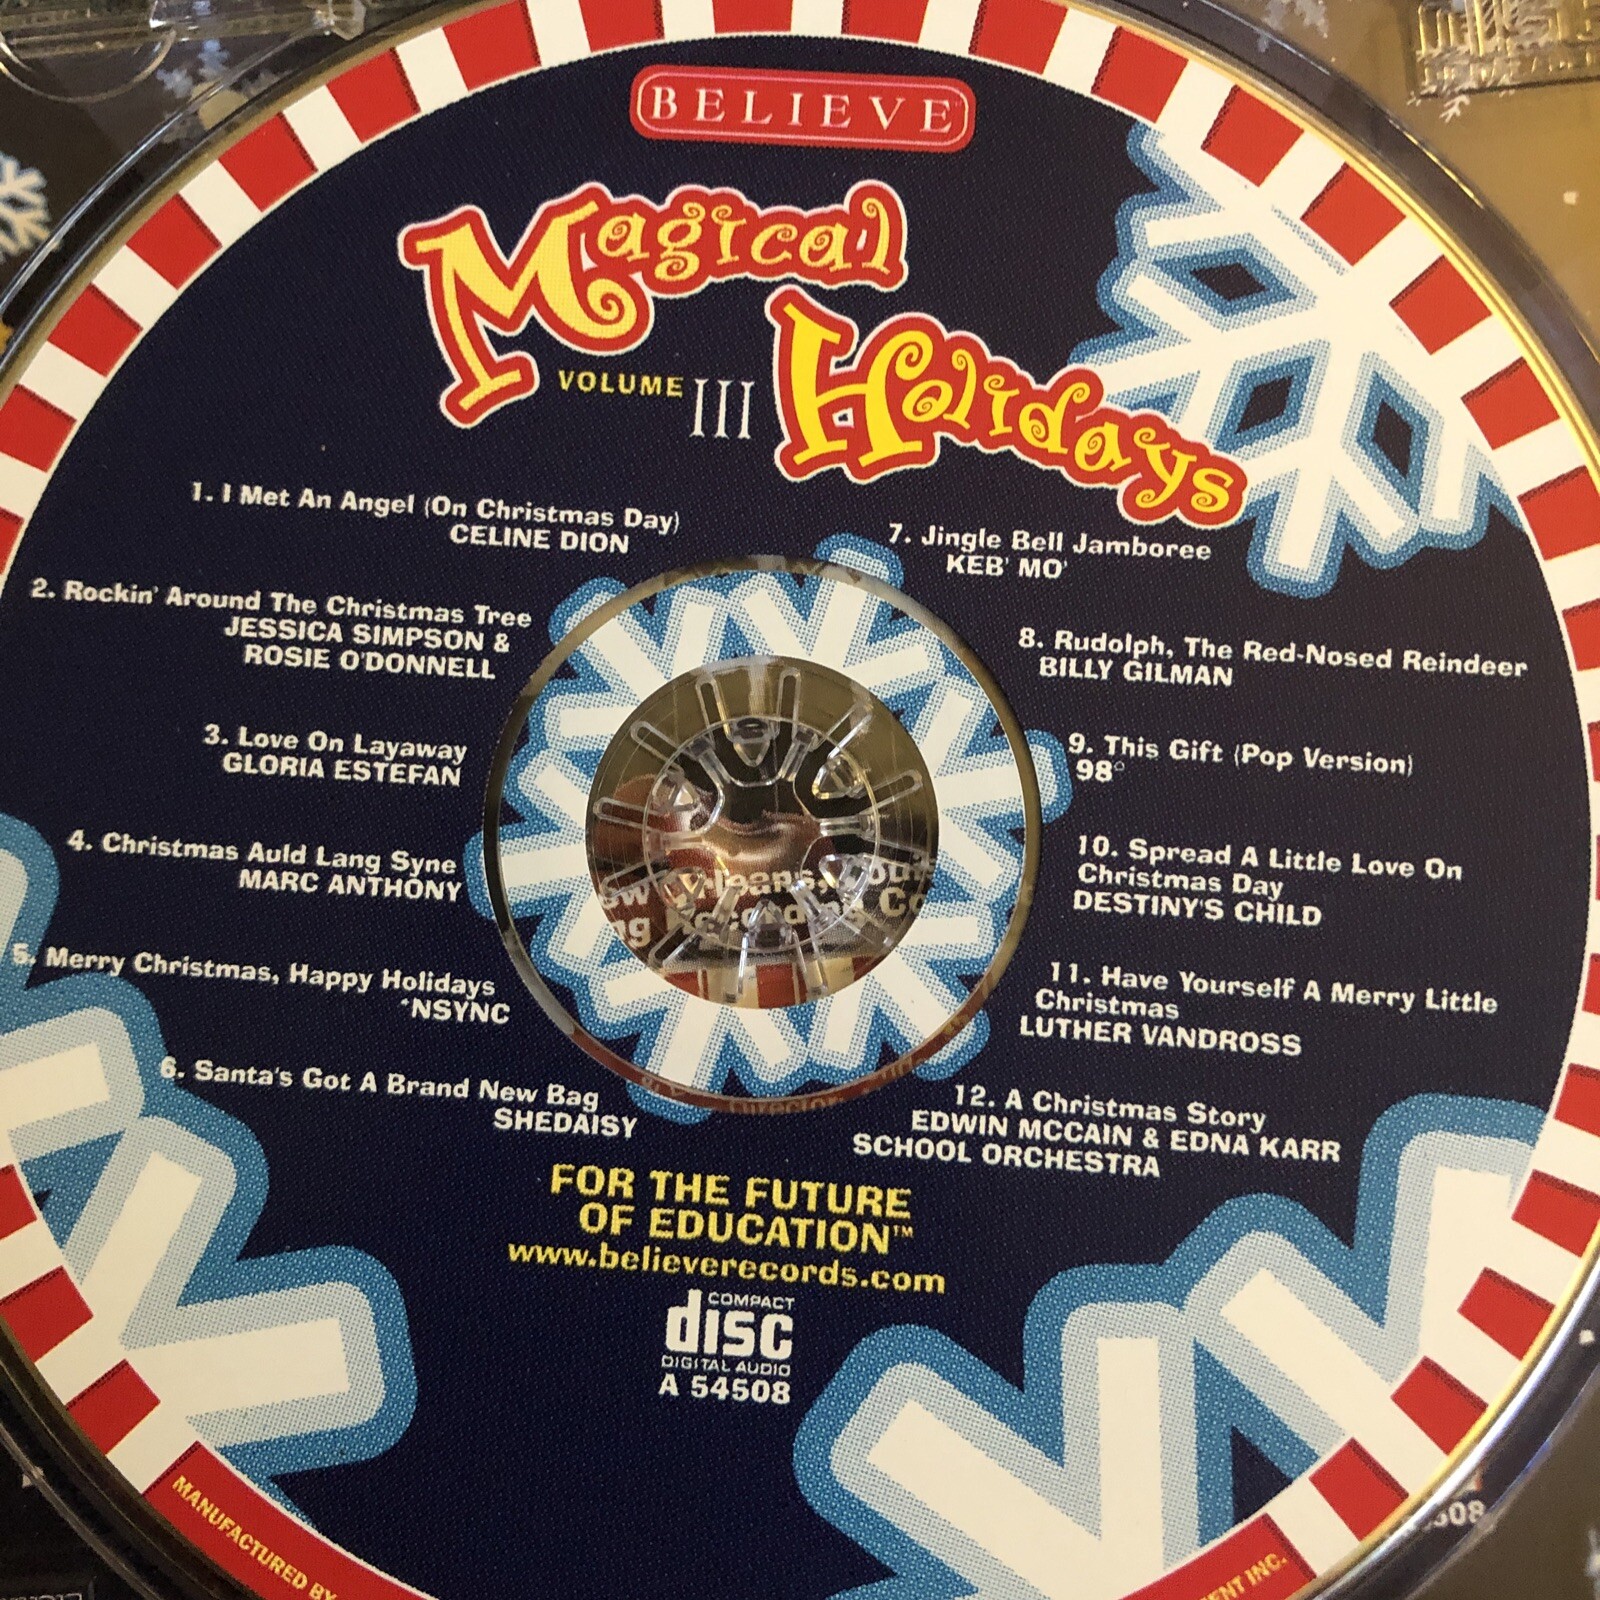 BELIEVE
Magical
VOLUME III
Holidays
1. I Met An Angel (On Christmas Day)
CELINE DION
2. Rockin' Around The Christmas Tree
JESSICA SIMPSON &
ROSIE O'DONNELL
3. Love On Layaway
GLORIA ESTEFAN
4. Christmas Auld Lang Syne
MARC ANTHONY
5. Merry Christmas, Happy Holidays
*NSYNC
6. Santa's Got A Brand New Bag
SHEDAISY
7. Jingle Bell Jamboree
KEB' MO'
8. Rudolph, The Red-Nosed Reindeer
BILLY GILMAN
9. This Gift (Pop Version)
98°
10. Spread A Little Love On
Christmas Day
DESTINY'S CHILD
11. Have Yourself A Merry Little
Christmas
LUTHER VANDROSS
12. A Christmas Story
EDWIN MCCAIN & EDNA KARR
SCHOOL ORCHESTRA
FOR THE FUTURE
OF EDUCATION™
www.believerecords.com
COMPACT
disc
DIGITAL AUDIO
A 54508
MANUFACTURED BY
INC.